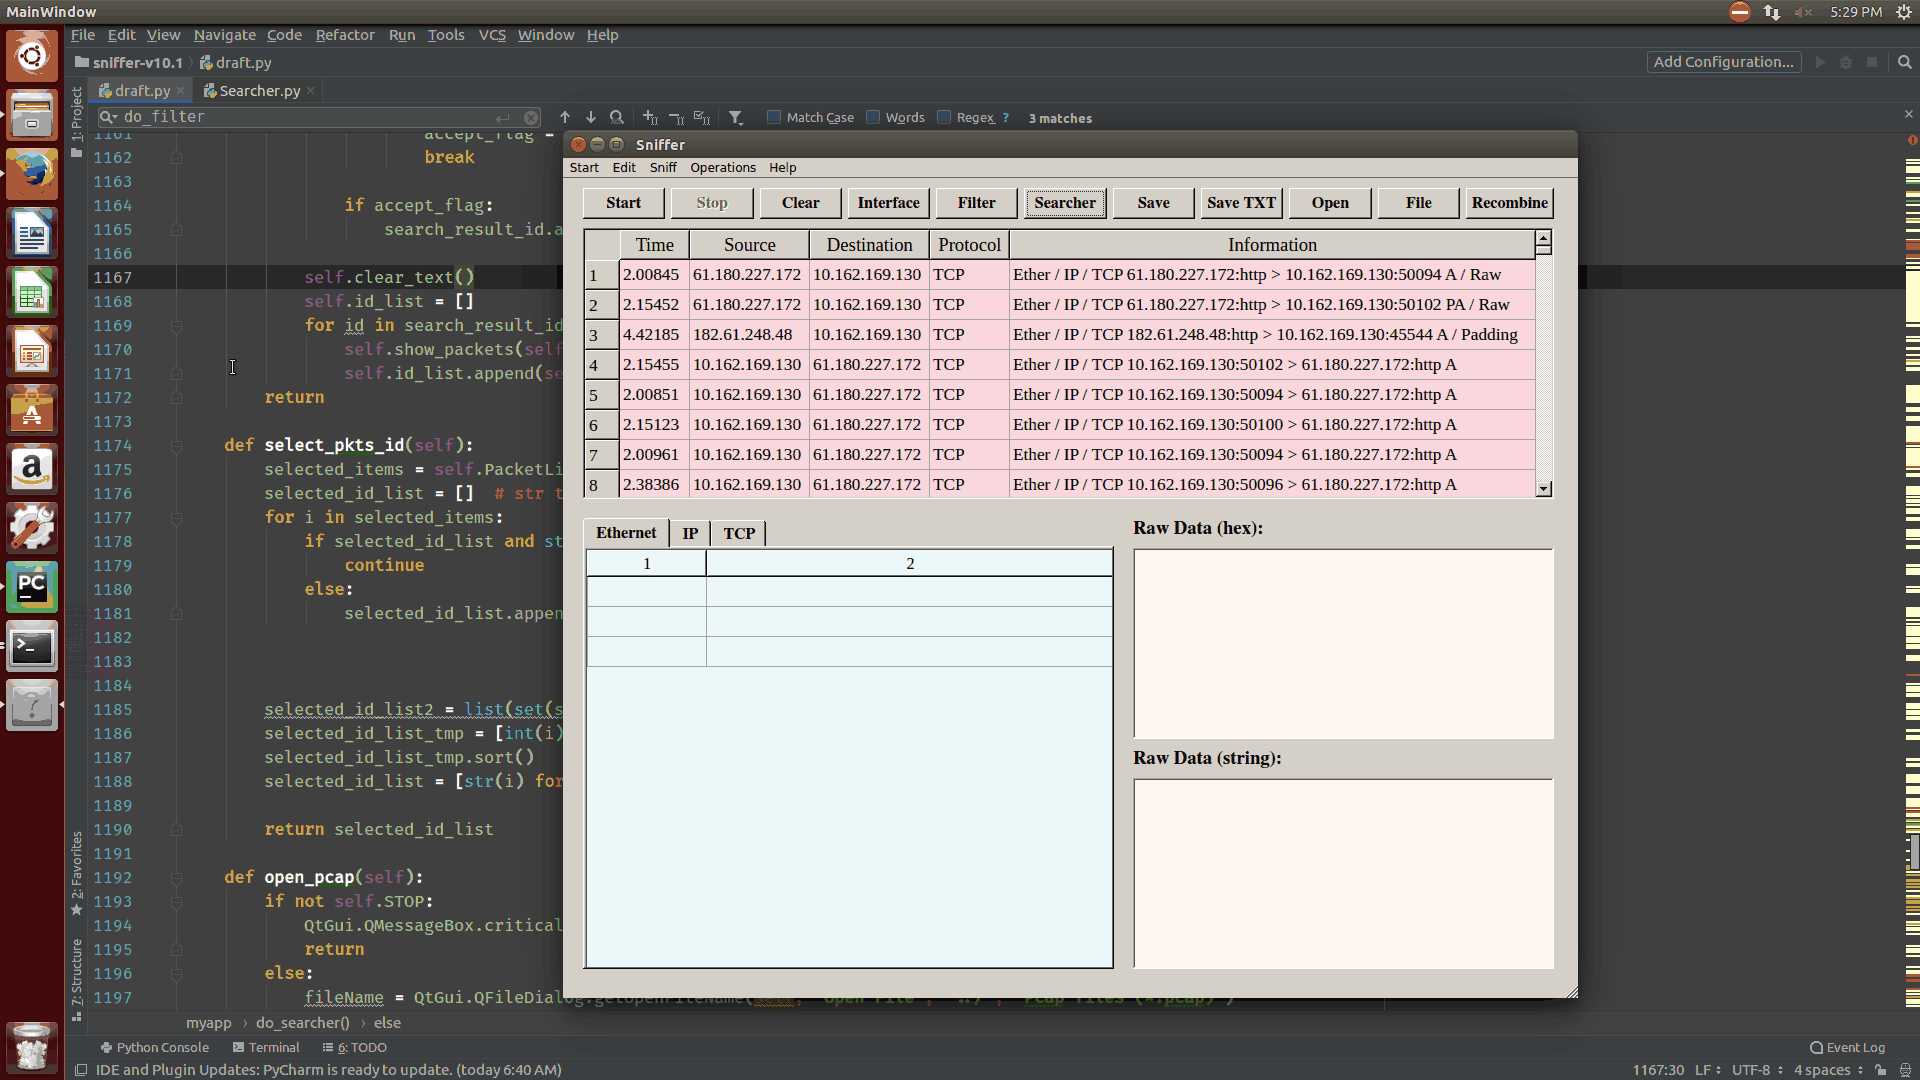 MainWindow
5:29 PM
File Edit View Navigate Code Refactor Run Tools VCS Window Help
sniffer-v10.1 draft.py
Add Configuration...
draft.py Searcher.py
do_filter
Match Case Words Regex ? 3 matches
1: Project
2: Favorites
7: Structure
1161 accept_flag =
1162 break
1163
1164 if accept_flag:
1165 search_result_id.a
1166
1167 self.clear_text()
1168 self.id_list = []
1169 for id in search_result_id
1170 self.show_packets(self
1171 self.id_list.append(se
1172 return
1173
1174 def select_pkts_id(self):
1175 selected_items = self.PacketLi
1176 selected_id_list = [] # str t
1177 for i in selected_items:
1178 if selected_id_list and st
1179 continue
1180 else:
1181 selected_id_list.appen
1182
1183
1184
1185 selected_id_list2 = list(set(s
1186 selected_id_list_tmp = [int(i)
1187 selected_id_list_tmp.sort()
1188 selected_id_list = [str(i) for
1189
1190 return selected_id_list
1191
1192 def open_pcap(self):
1193 if not self.STOP:
1194 QtGui.QMessageBox.critical
1195 return
1196 else:
1197 fileName = QtGui.QFileDialog.getOpenFileName(self, "Open File", "../", "Pcap files (*.pcap)")
Sniffer
Start Edit Sniff Operations Help
Start Stop Clear Interface Filter Searcher Save Save TXT Open File Recombine
Time Source Destination Protocol Information
1 2.00845 61.180.227.172 10.162.169.130 TCP Ether / IP / TCP 61.180.227.172:http > 10.162.169.130:50094 A / Raw
2 2.15452 61.180.227.172 10.162.169.130 TCP Ether / IP / TCP 61.180.227.172:http > 10.162.169.130:50102 PA / Raw
3 4.42185 182.61.248.48 10.162.169.130 TCP Ether / IP / TCP 182.61.248.48:http > 10.162.169.130:45544 A / Padding
4 2.15455 10.162.169.130 61.180.227.172 TCP Ether / IP / TCP 10.162.169.130:50102 > 61.180.227.172:http A
5 2.00851 10.162.169.130 61.180.227.172 TCP Ether / IP / TCP 10.162.169.130:50094 > 61.180.227.172:http A
6 2.15123 10.162.169.130 61.180.227.172 TCP Ether / IP / TCP 10.162.169.130:50100 > 61.180.227.172:http A
7 2.00961 10.162.169.130 61.180.227.172 TCP Ether / IP / TCP 10.162.169.130:50094 > 61.180.227.172:http A
8 2.38386 10.162.169.130 61.180.227.172 TCP Ether / IP / TCP 10.162.169.130:50096 > 61.180.227.172:http A
Ethernet IP TCP
1 2
Raw Data (hex):
Raw Data (string):
myapp › do_searcher() › else
Python Console Terminal 6: TODO
Event Log
IDE and Plugin Updates: PyCharm is ready to update. (today 6:40 AM)
1167:30 LF UTF-8 4 spaces